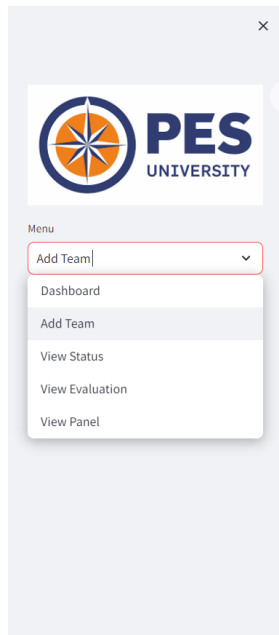 PES
UNIVERSITY
Menu
Add Team
Dashboard
Add Team
View Status
View Evaluation
View Panel